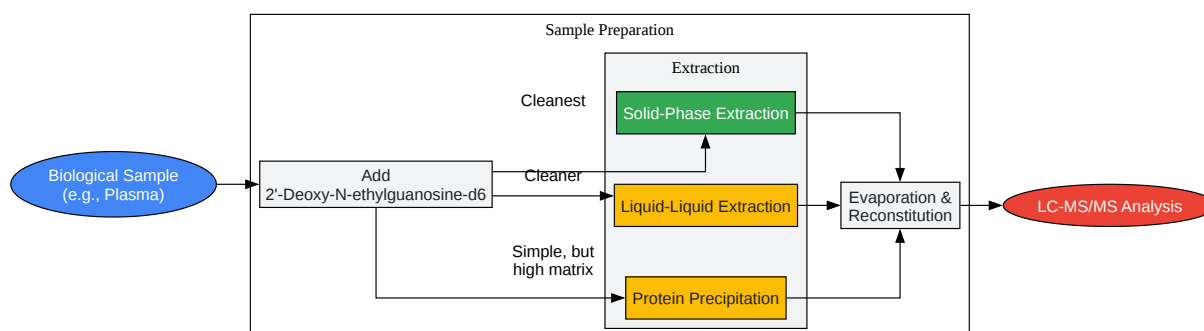 Sample Preparation
Extraction
Cleanest
Solid-Phase Extraction
Biological Sample
(e.g., Plasma)
Add
2'-Deoxy-N-ethylguanosine-d6
Cleaner
Liquid-Liquid Extraction
Evaporation &
Reconstitution
LC-MS/MS Analysis
Simple, but
high matrix
Protein Precipitation